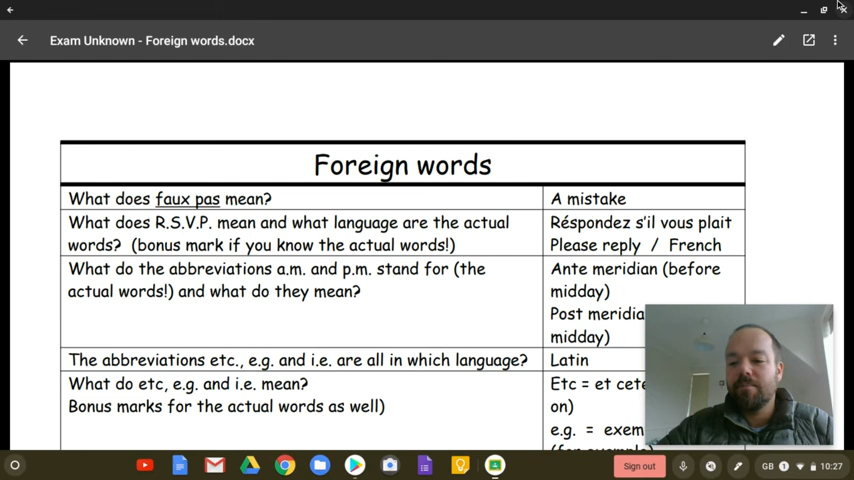 Exam Unknown - Foreign words.docx
Foreign words
What does faux pas mean?
A mistake
What does R.S.V.P. mean and what language are the actual
words? (bonus mark if you know the actual words!)
Réspondez s'il vous plait
Please reply / French
What do the abbreviations a.m. and p.m. stand for (the
actual words!) and what do they mean?
Ante meridian (before
midday)
Post
midday)
The abbreviations etc., e.g. and i.e. are all in which language?
Latin
What do etc, e.g. and i.e. mean?
Bonus marks for the actual words as well)
Etc = et
on)
e.g. =
Sign out
GB 1 10:27